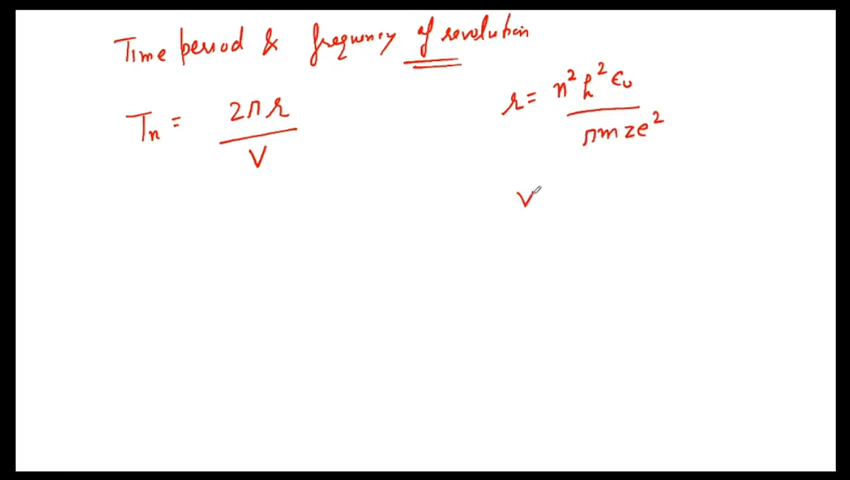 Time period & frequency of revolution
Tn = 2πr / V
r = n²h²ε₀ / πmze²
V